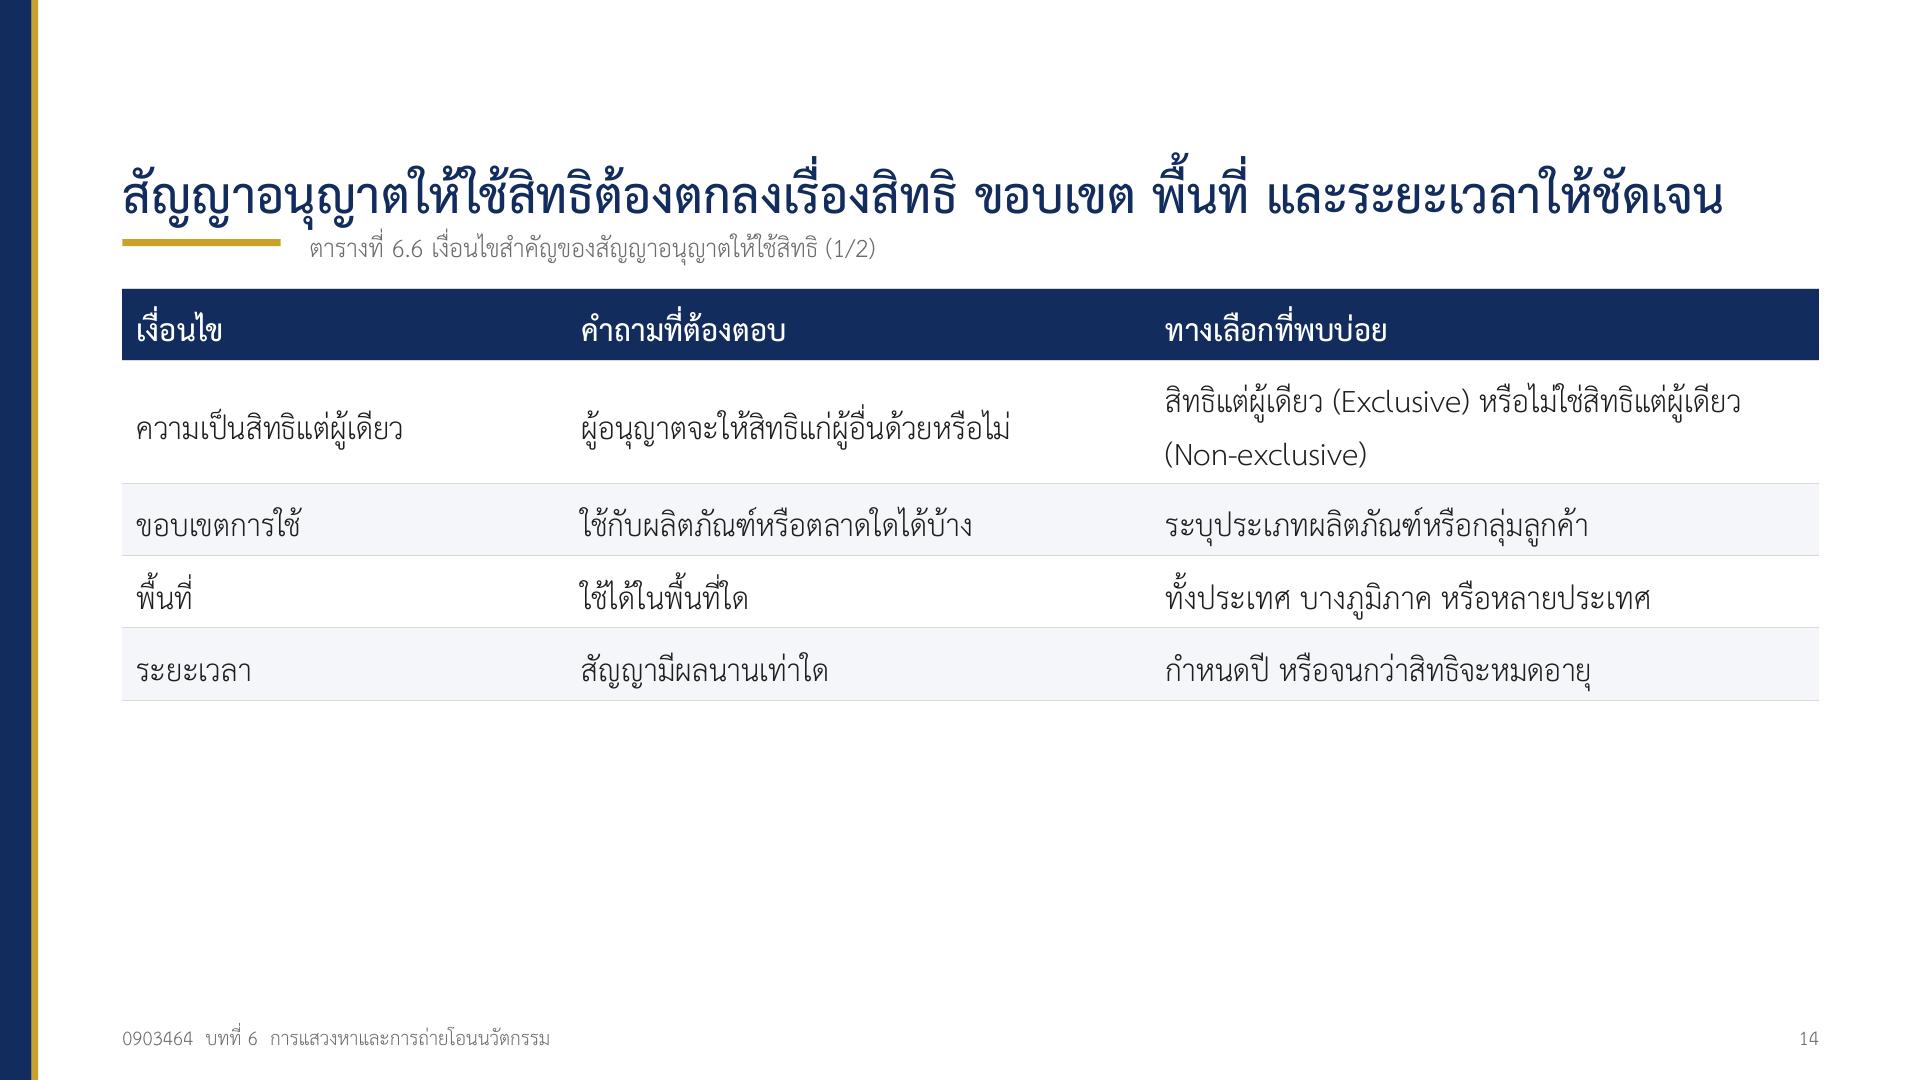 สัญญาอนุญาตให้ใช้สิทธิต้องตกลงเรื่องสิทธิ ขอบเขต พื้นที่ และระยะเวลาให้ชัดเจน
ตารางที่ 6.6 เงื่อนไขสำคัญของสัญญาอนุญาตให้ใช้สิทธิ (1/2)
เงื่อนไข คำถามที่ต้องตอบ ทางเลือกที่พบบ่อย
ความเป็นสิทธิแต่ผู้เดียว ผู้อนุญาตจะให้สิทธิแก่ผู้อื่นด้วยหรือไม่ สิทธิแต่ผู้เดียว (Exclusive) หรือไม่ใช่สิทธิแต่ผู้เดียว
(Non-exclusive)
ขอบเขตการใช้ ใช้กับผลิตภัณฑ์หรือตลาดใดได้บ้าง ระบุประเภทผลิตภัณฑ์หรือกลุ่มลูกค้า
พื้นที่ ใช้ได้ในพื้นที่ใด ทั้งประเทศ บางภูมิภาค หรือหลายประเทศ
ระยะเวลา สัญญามีผลนานเท่าใด กำหนดปี หรือจนกว่าสิทธิจะหมดอายุ
0903464 บทที่ 6 การแสวงหาและการถ่ายโอนนวัตกรรม 14